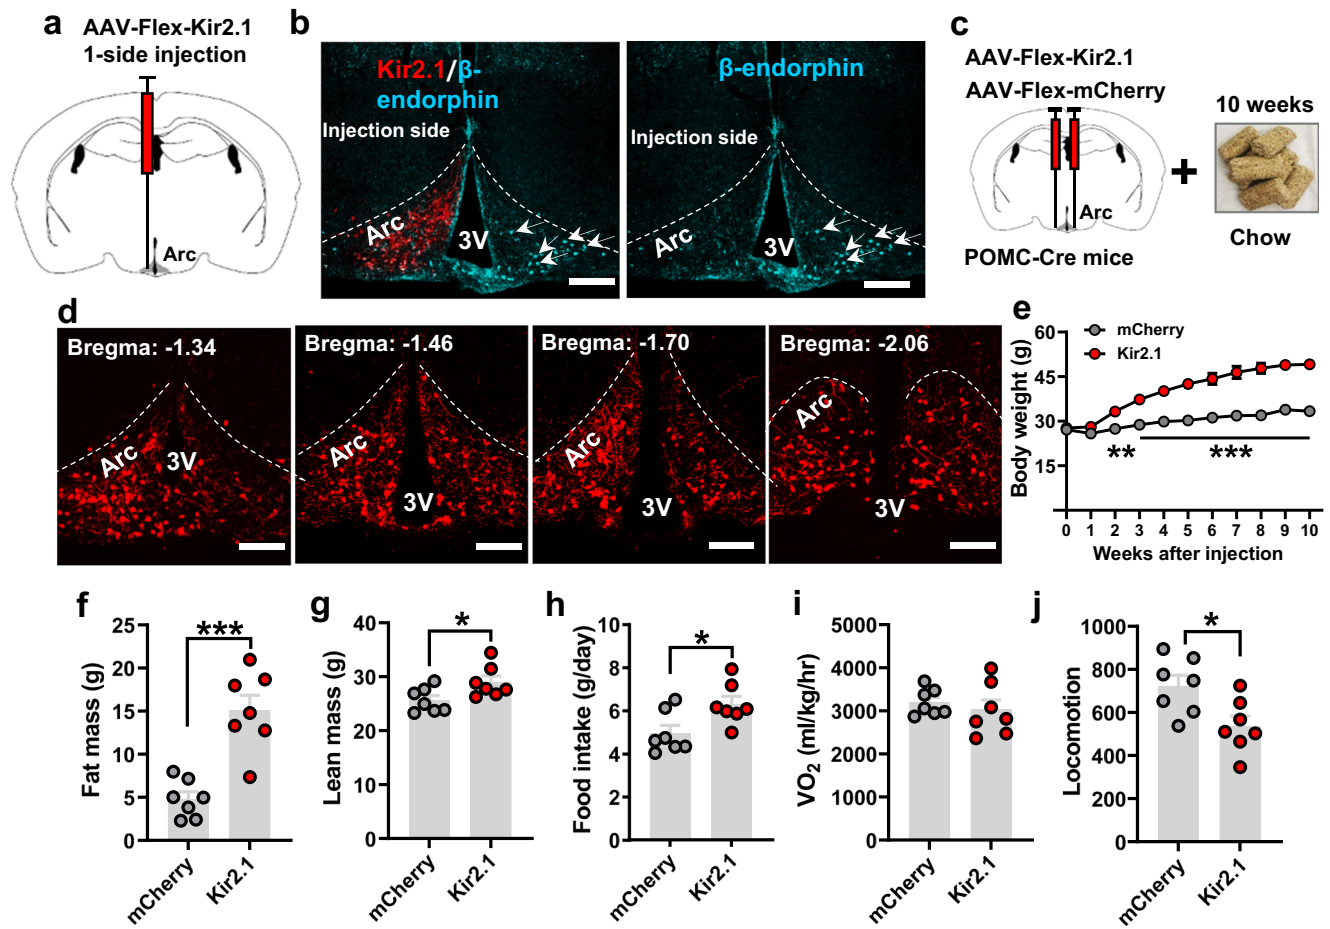 a
AAV-Flex-Kir2.1
1-side injection
Arc
b
Kir2.1/β-
endorphin
Injection side
Arc
3V
β-endorphin
Injection side
Arc
3V
c
AAV-Flex-Kir2.1
AAV-Flex-mCherry
Arc
POMC-Cre mice
+
10 weeks
Chow
d
Bregma: -1.34
Arc
3V
Bregma: -1.46
Arc
3V
Bregma: -1.70
Arc
3V
Bregma: -2.06
Arc
3V
e
mCherry
Kir2.1
Body weight (g)
60
45
30
15
**
***
0 1 2 3 4 5 6 7 8 9 10
Weeks after injection
f
***
Fat mass (g)
25
20
15
10
5
0
mCherry
Kir2.1
g
*
Lean mass (g)
40
30
20
10
0
mCherry
Kir2.1
h
*
Food intake (g/day)
10
8
6
4
2
0
mCherry
Kir2.1
i
VO2 (ml/kg/hr)
5000
4000
3000
2000
1000
0
mCherry
Kir2.1
j
*
Locomotion
1000
800
600
400
200
0
mCherry
Kir2.1